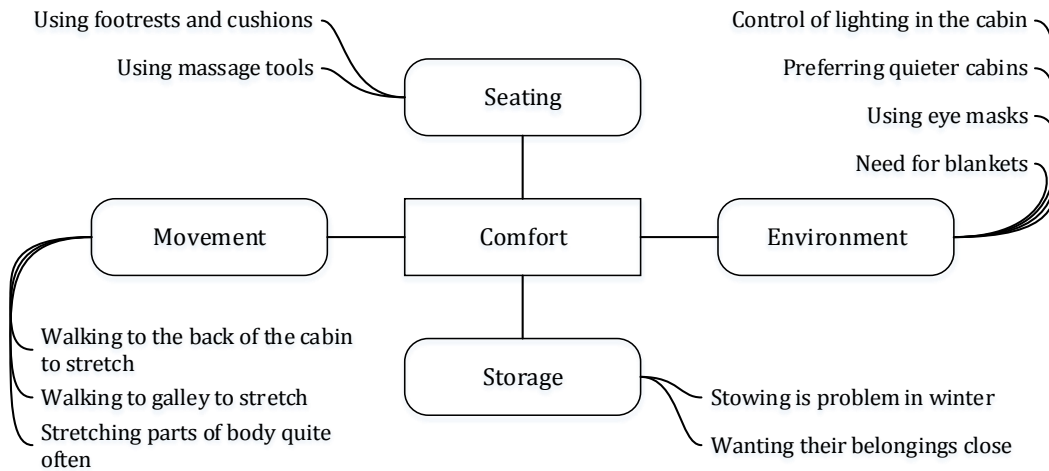 Using footrests and cushions
Using massage tools
Seating
Control of lighting in the cabin
Preferring quieter cabins
Using eye masks
Need for blankets
Movement
Comfort
Environment
Walking to the back of the cabin
to stretch
Walking to galley to stretch
Stretching parts of body quite
often
Storage
Stowing is problem in winter
Wanting their belongings close